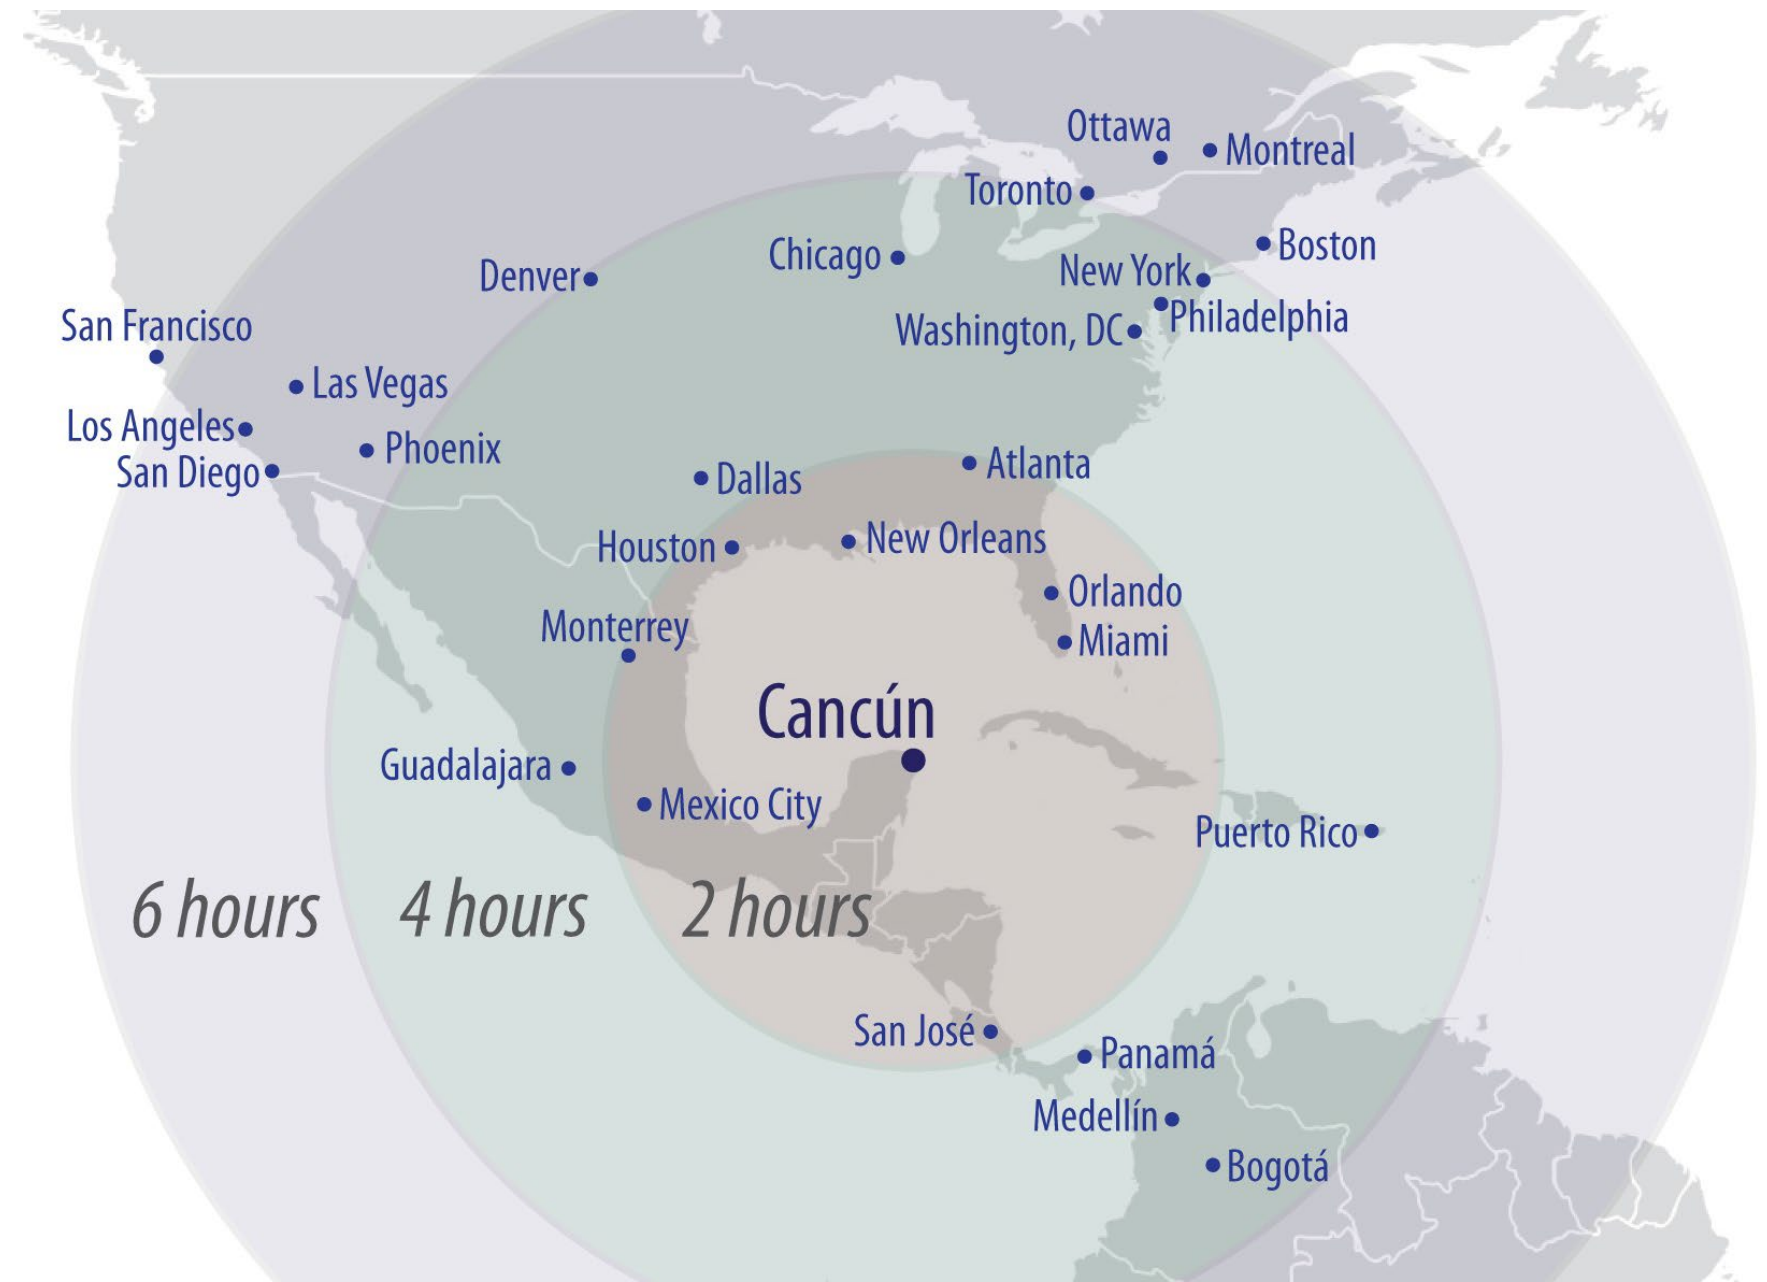 Ottawa
Montreal
Toronto
Boston
Chicago
New York
Denver
Philadelphia
Washington, DC
San Francisco
Las Vegas
Los Angeles
Phoenix
San Diego
Atlanta
Dallas
New Orleans
Houston
Orlando
Monterrey
Miami
Cancún
Guadalajara
Mexico City
Puerto Rico
6 hours
4 hours
2 hours
San José
Panamá
Medellín
Bogotá